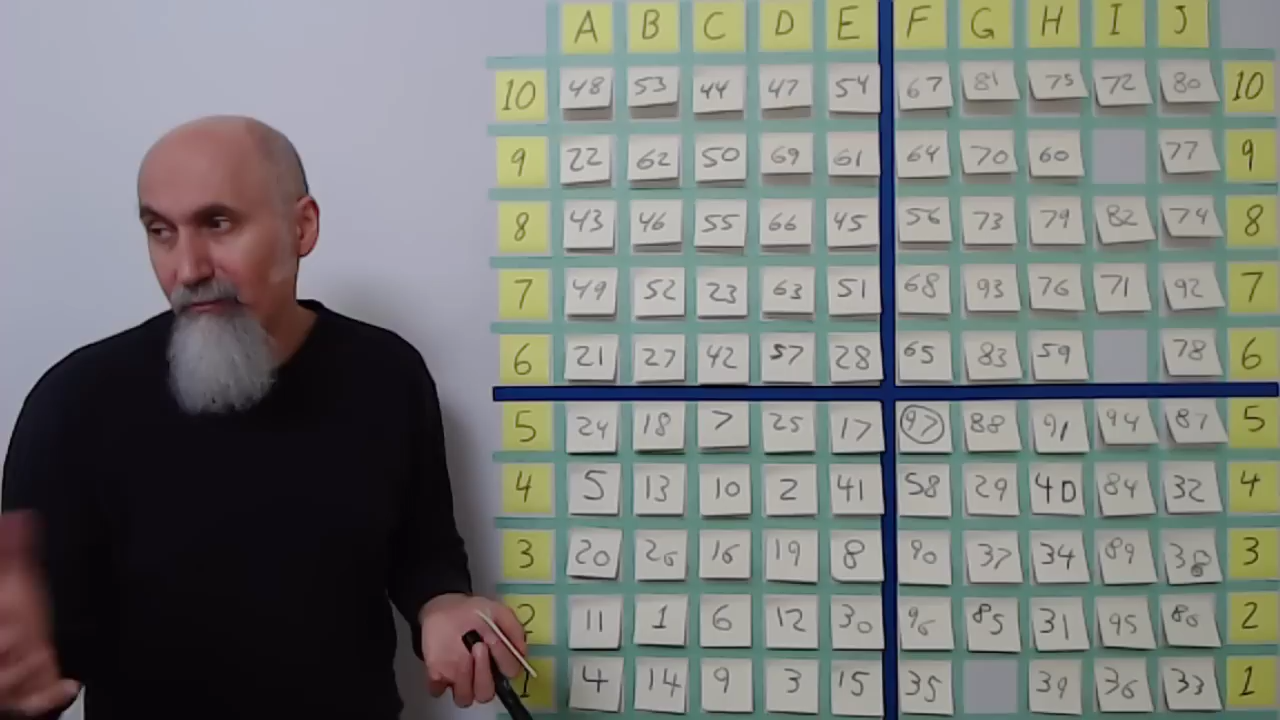 A B C D E F G H I J
10 48 53 44 47 54 67 81 75 72 80 10
9 22 62 50 69 61 64 70 60 77 9
8 43 46 55 66 45 56 73 79 82 74 8
7 49 52 23 63 51 68 93 76 71 92 7
6 21 27 42 57 28 65 83 59 78 6
5 24 18 7 25 17 97 88 91 94 87 5
4 5 13 10 2 41 58 29 40 84 32 4
3 20 26 16 19 8 90 37 34 89 38 3
2 11 1 6 12 30 96 85 31 95 86 2
1 4 14 9 3 15 35 39 36 33 1